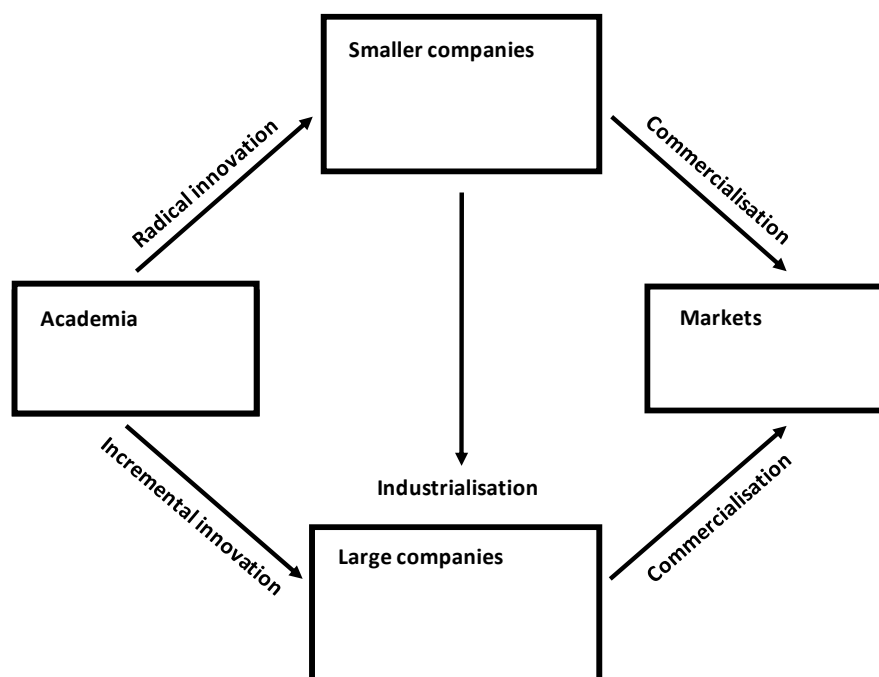 Smaller companies
Radical innovation
Commercialisation
Academia
Markets
Incremental innovation
Industrialisation
Commercialisation
Large companies